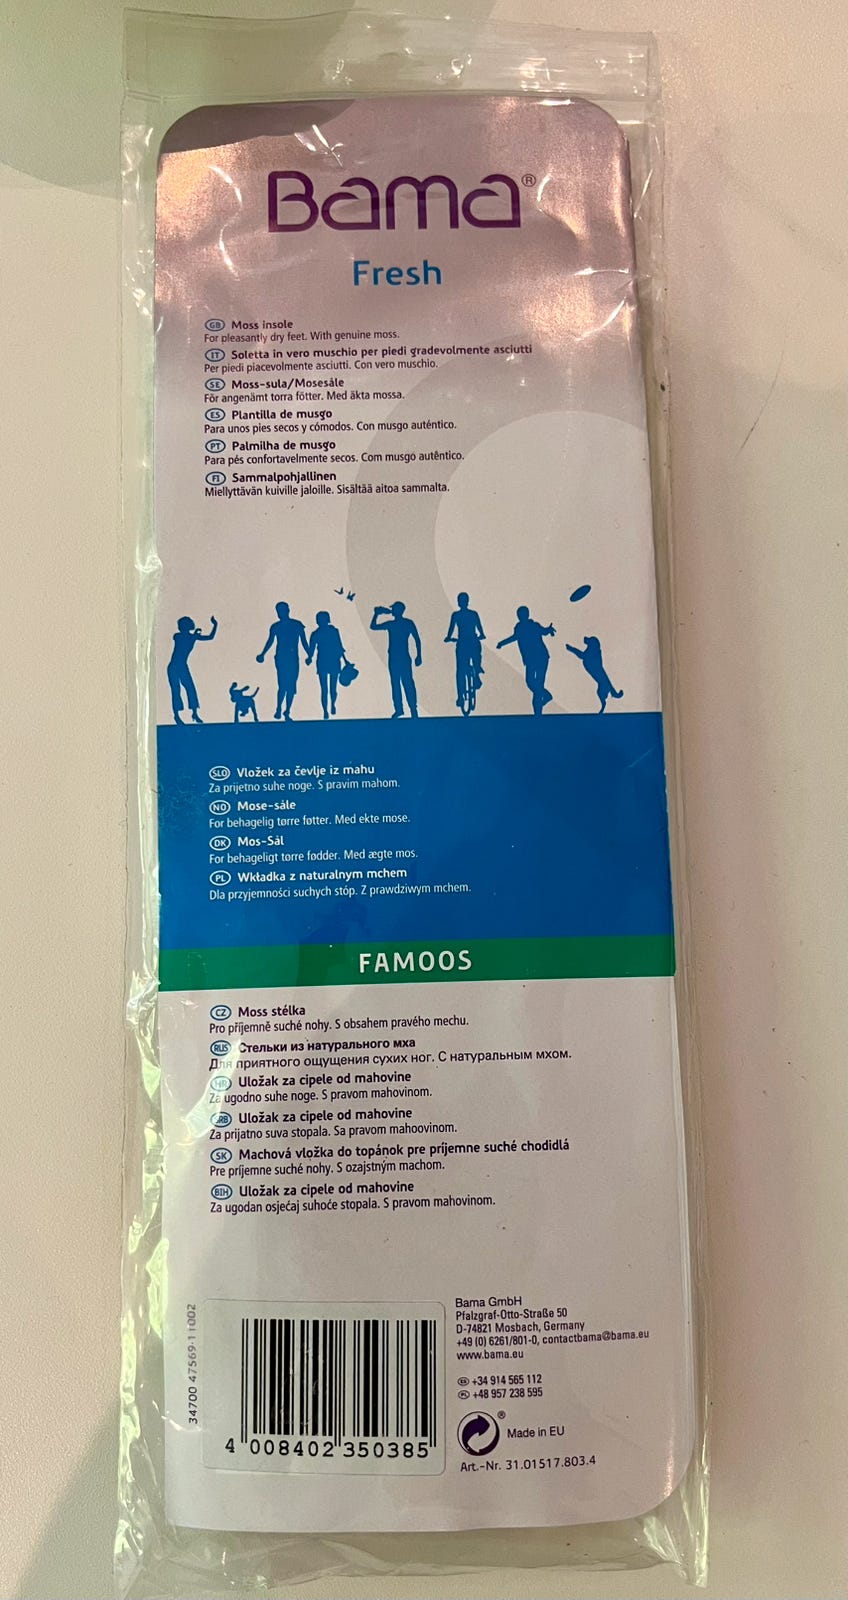 Bama®
Fresh
GB Moss insole
For pleasantly dry feet. With genuine moss.
IT Soletta in vero muschio per piedi gradevolmente asciutti
Per piedi piacevolmente asciutti. Con vero muschio.
SE Moss-sula/Mosesåle
För angenämt torra fötter. Med äkta mossa.
ES Plantilla de musgo
Para unos pies secos y cómodos. Con musgo auténtico.
PT Palmilha de musgo
Para pés confortavelmente secos. Com musgo autêntico.
FI Sammalpohjallinen
Miellyttävän kuiville jaloille. Sisältää aitoa sammalta.
SLO Vložek za čevlje iz mahu
Za prijetno suhe noge. S pravim mahom.
NO Mose-såle
For behagelig tørre føtter. Med ekte mose.
DK Mos-Sål
For behageligt tørre fødder. Med ægte mos.
PL Wkładka z naturalnym mchem
Dla przyjemności suchych stóp. Z prawdziwym mchem.
FAMOOS
CZ Moss stélka
Pro příjemně suché nohy. S obsahem pravého mechu.
RUS Стельки из натурального мха
Для приятного ощущения сухих ног. С натуральным мхом.
HR Uložak za cipele od mahovine
Za ugodno suhe noge. S pravom mahovinom.
SRB Uložak za cipele od mahovine
Za prijatno suva stopala. Sa pravom mahoovinom.
SK Machová vložka do topánok pre príjemne suché chodidlá
Pre príjemne suché nohy. S ozajstným machom.
BIH Uložak za cipele od mahovine
Za ugodan osjećaj suhoće stopala. S pravom mahovinom.
34700 47569-11002
4 008402 350385
Bama GmbH
Pfalzgraf-Otto-Straße 50
D-74821 Mosbach, Germany
+49 (0) 6261/801-0, contactbama@bama.eu
www.bama.eu
ES +34 914 565 112
PL +48 957 238 595
® Made in EU
Art.-Nr. 31.01517.803.4